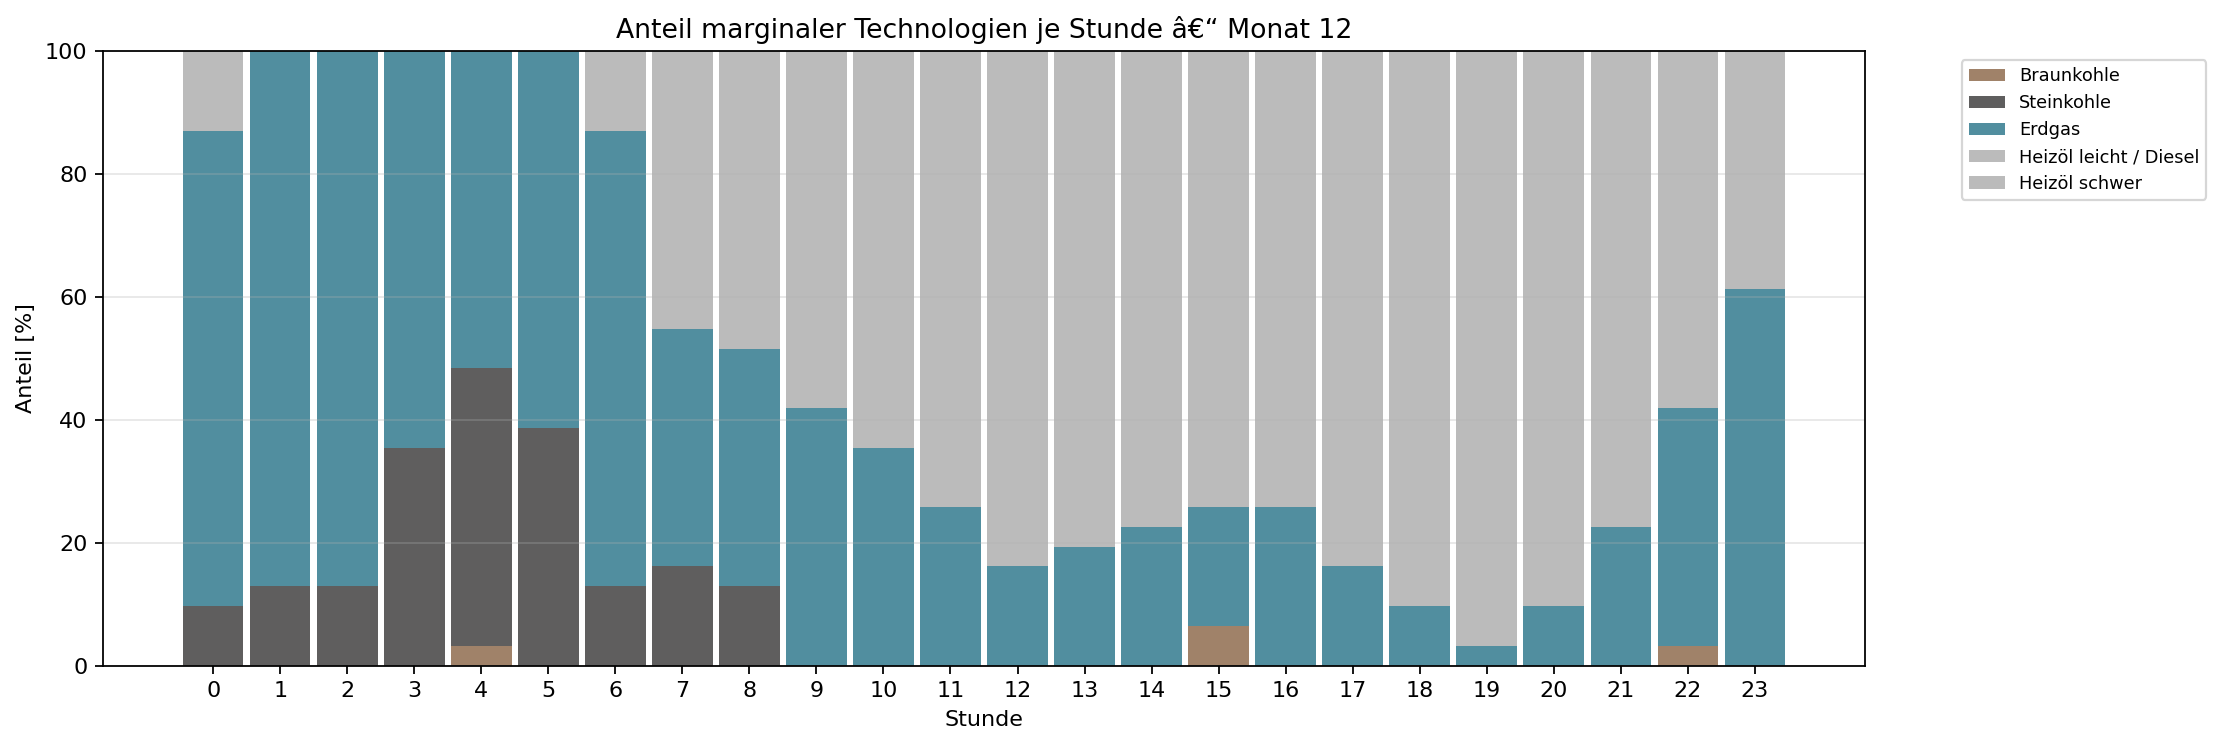 Anteil marginaler Technologien je Stunde â€“ Monat 12
Anteil [%]
100
80
60
40
20
0
0 1 2 3 4 5 6 7 8 9 10 11 12 13 14 15 16 17 18 19 20 21 22 23
Stunde
Braunkohle
Steinkohle
Erdgas
Heizöl leicht / Diesel
Heizöl schwer